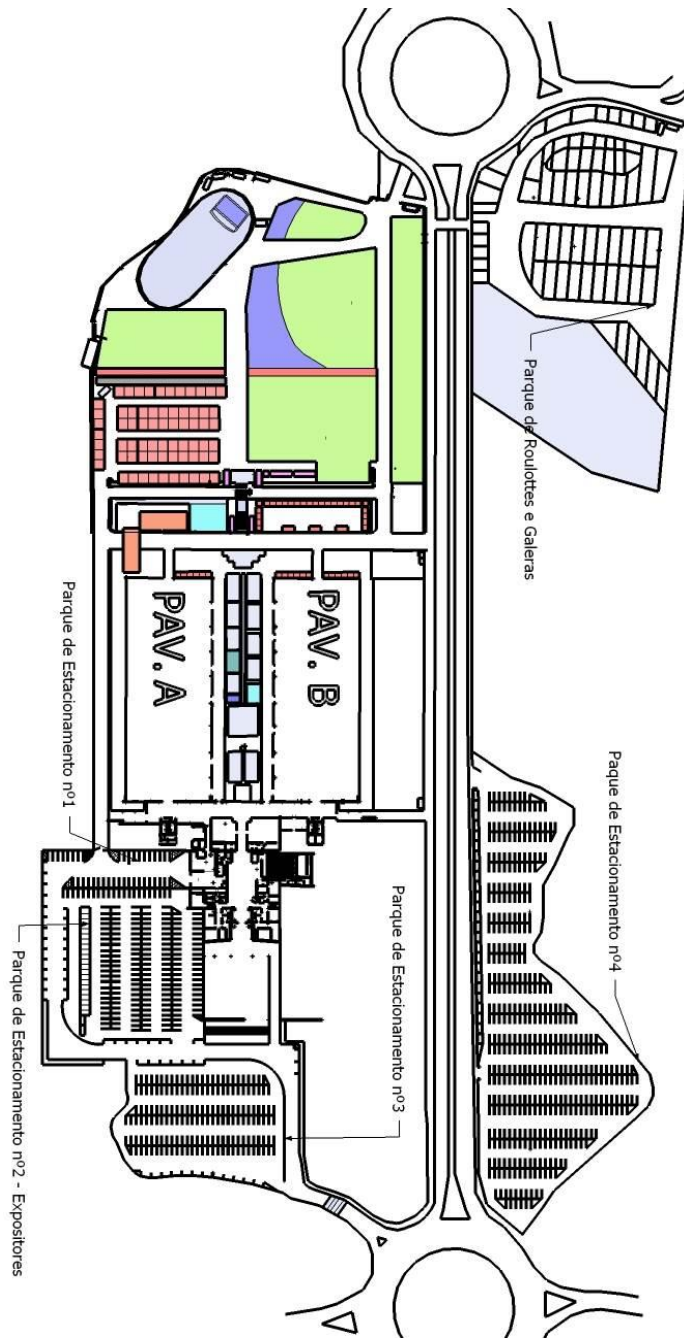 Parque de Roulottes e Galeras
PAV. A
PAV. B
Parque de Estacionamento nº1
Paque de Estacionamento nº4
Parque de Estacionamento nº3
Parque de Estacionamento nº2 - Expositores